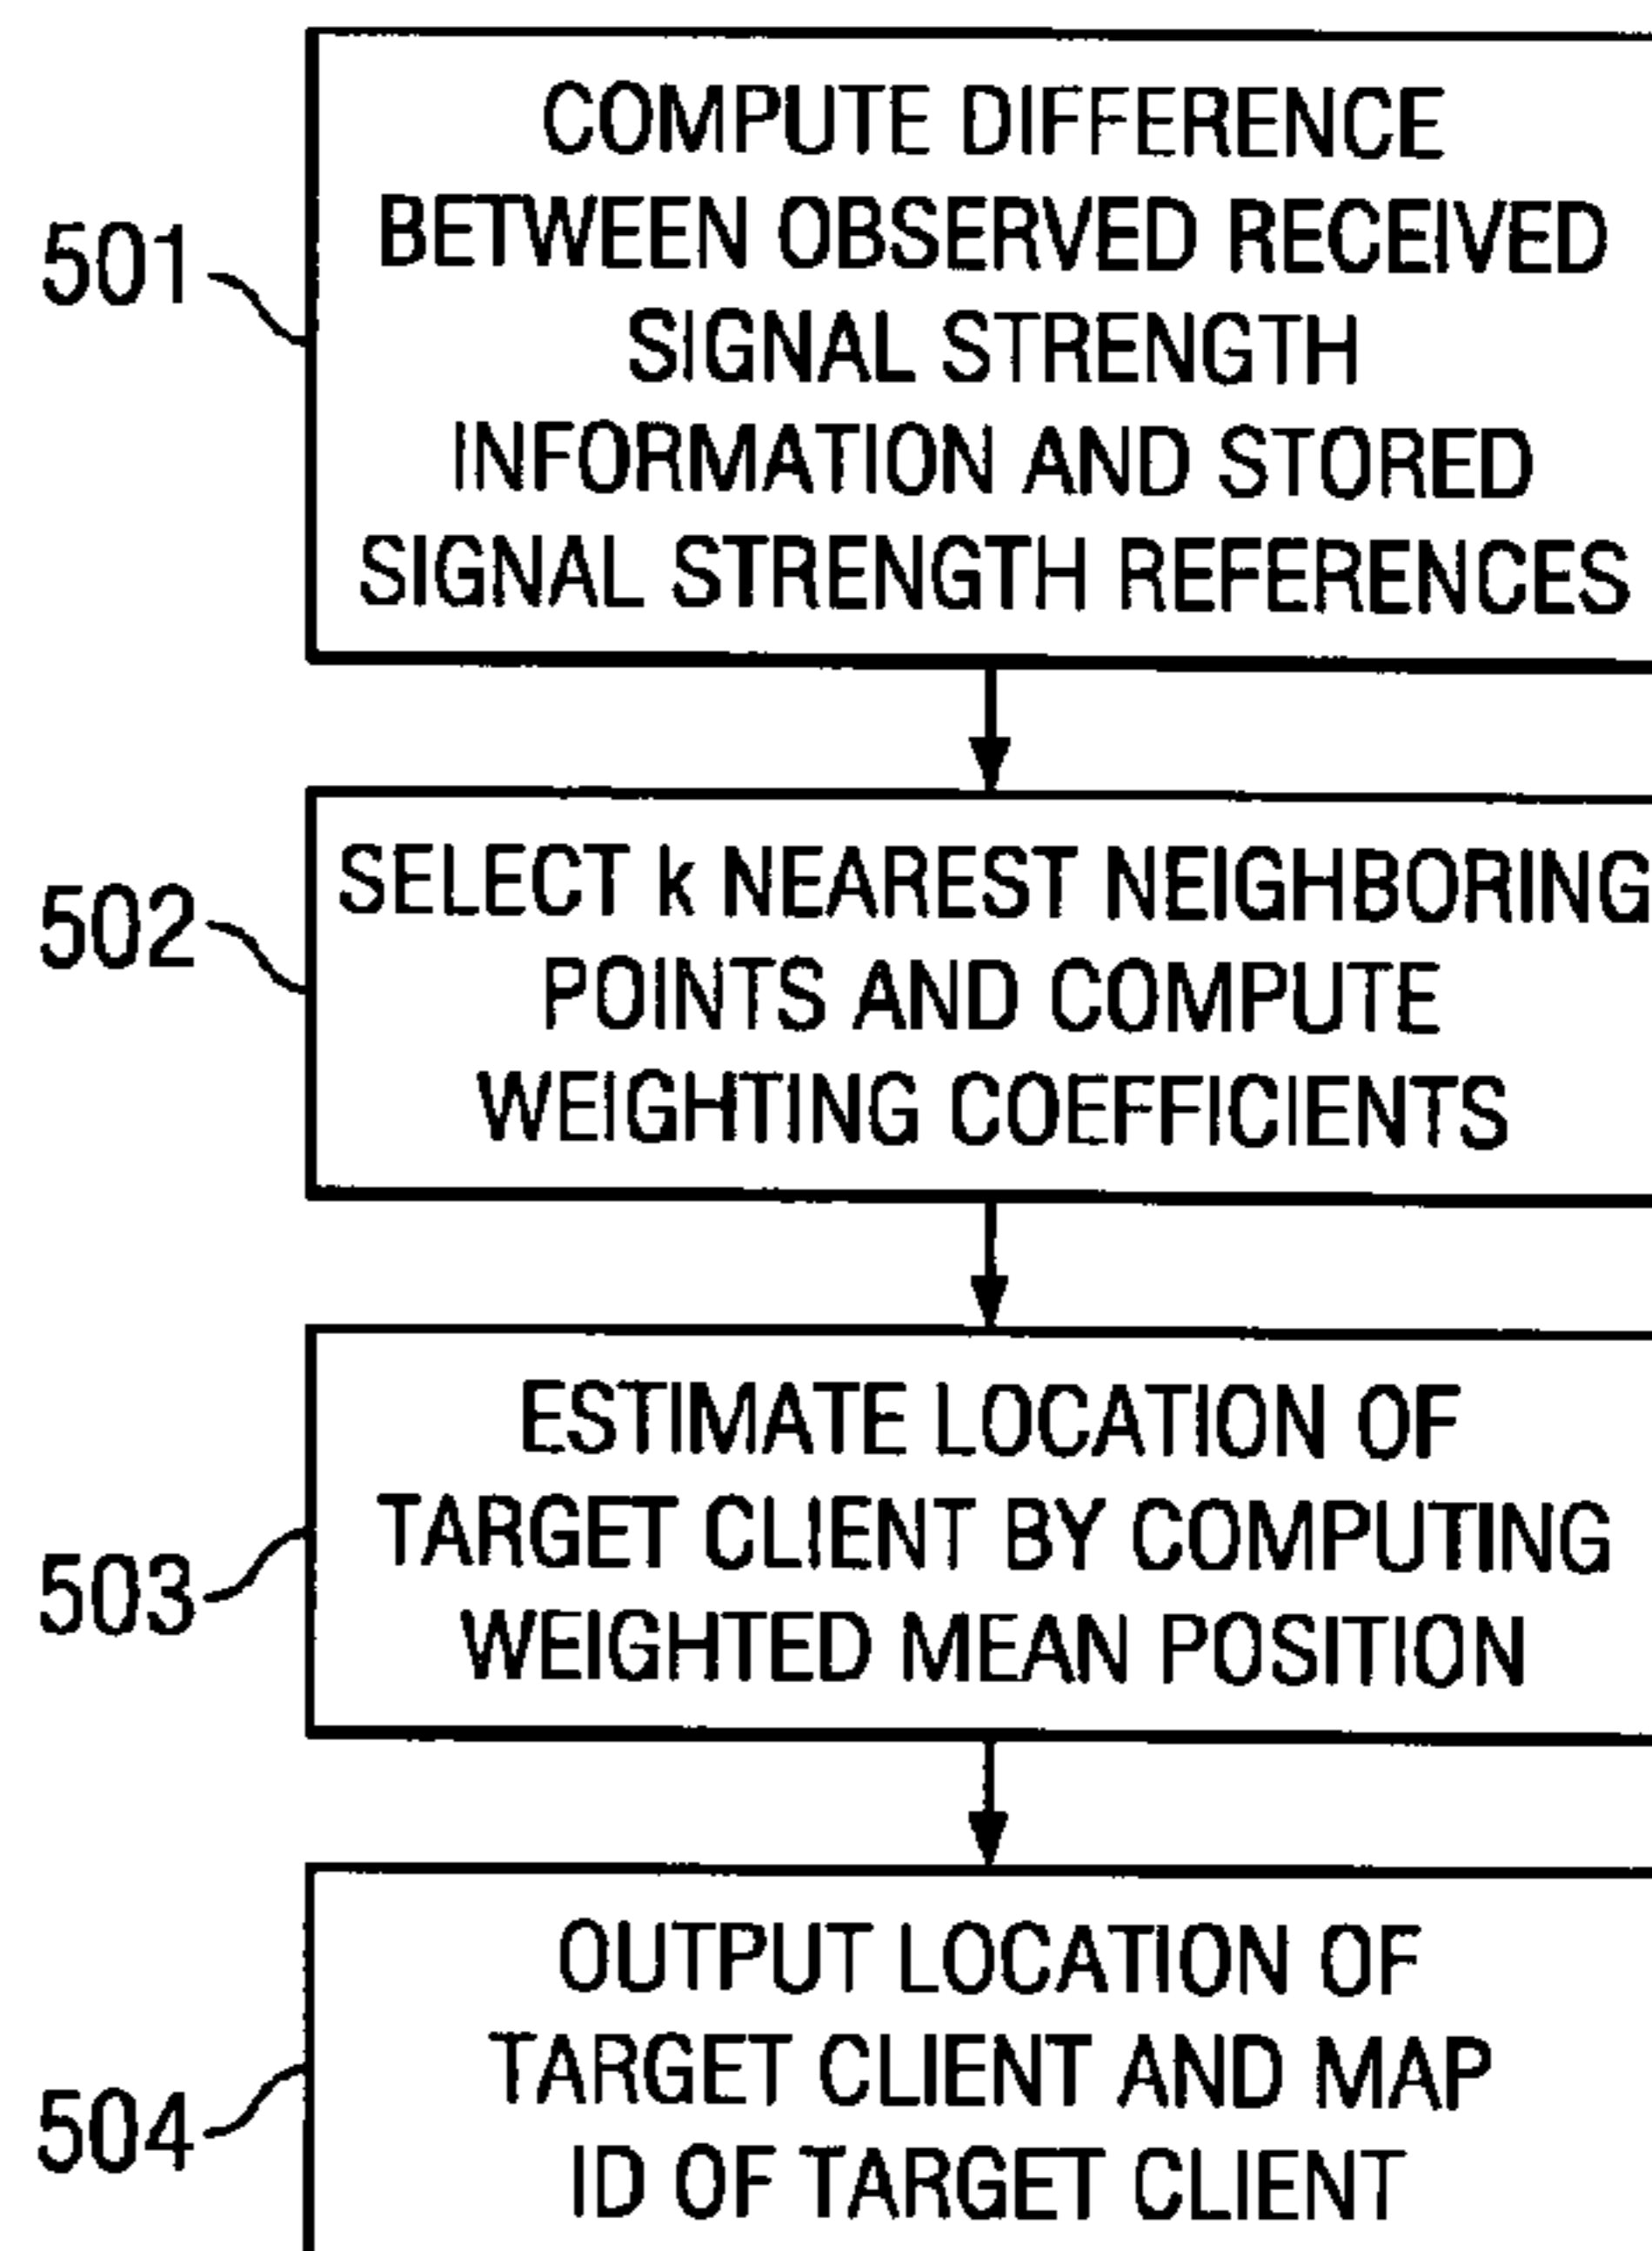 501
COMPUTE DIFFERENCE
BETWEEN OBSERVED RECEIVED
SIGNAL STRENGTH
INFORMATION AND STORED
SIGNAL STRENGTH REFERENCES
502
SELECT k NEAREST NEIGHBORING
POINTS AND COMPUTE
WEIGHTING COEFFICIENTS
503
ESTIMATE LOCATION OF
TARGET CLIENT BY COMPUTING
WEIGHTED MEAN POSITION
504
OUTPUT LOCATION OF
TARGET CLIENT AND MAP
ID OF TARGET CLIENT